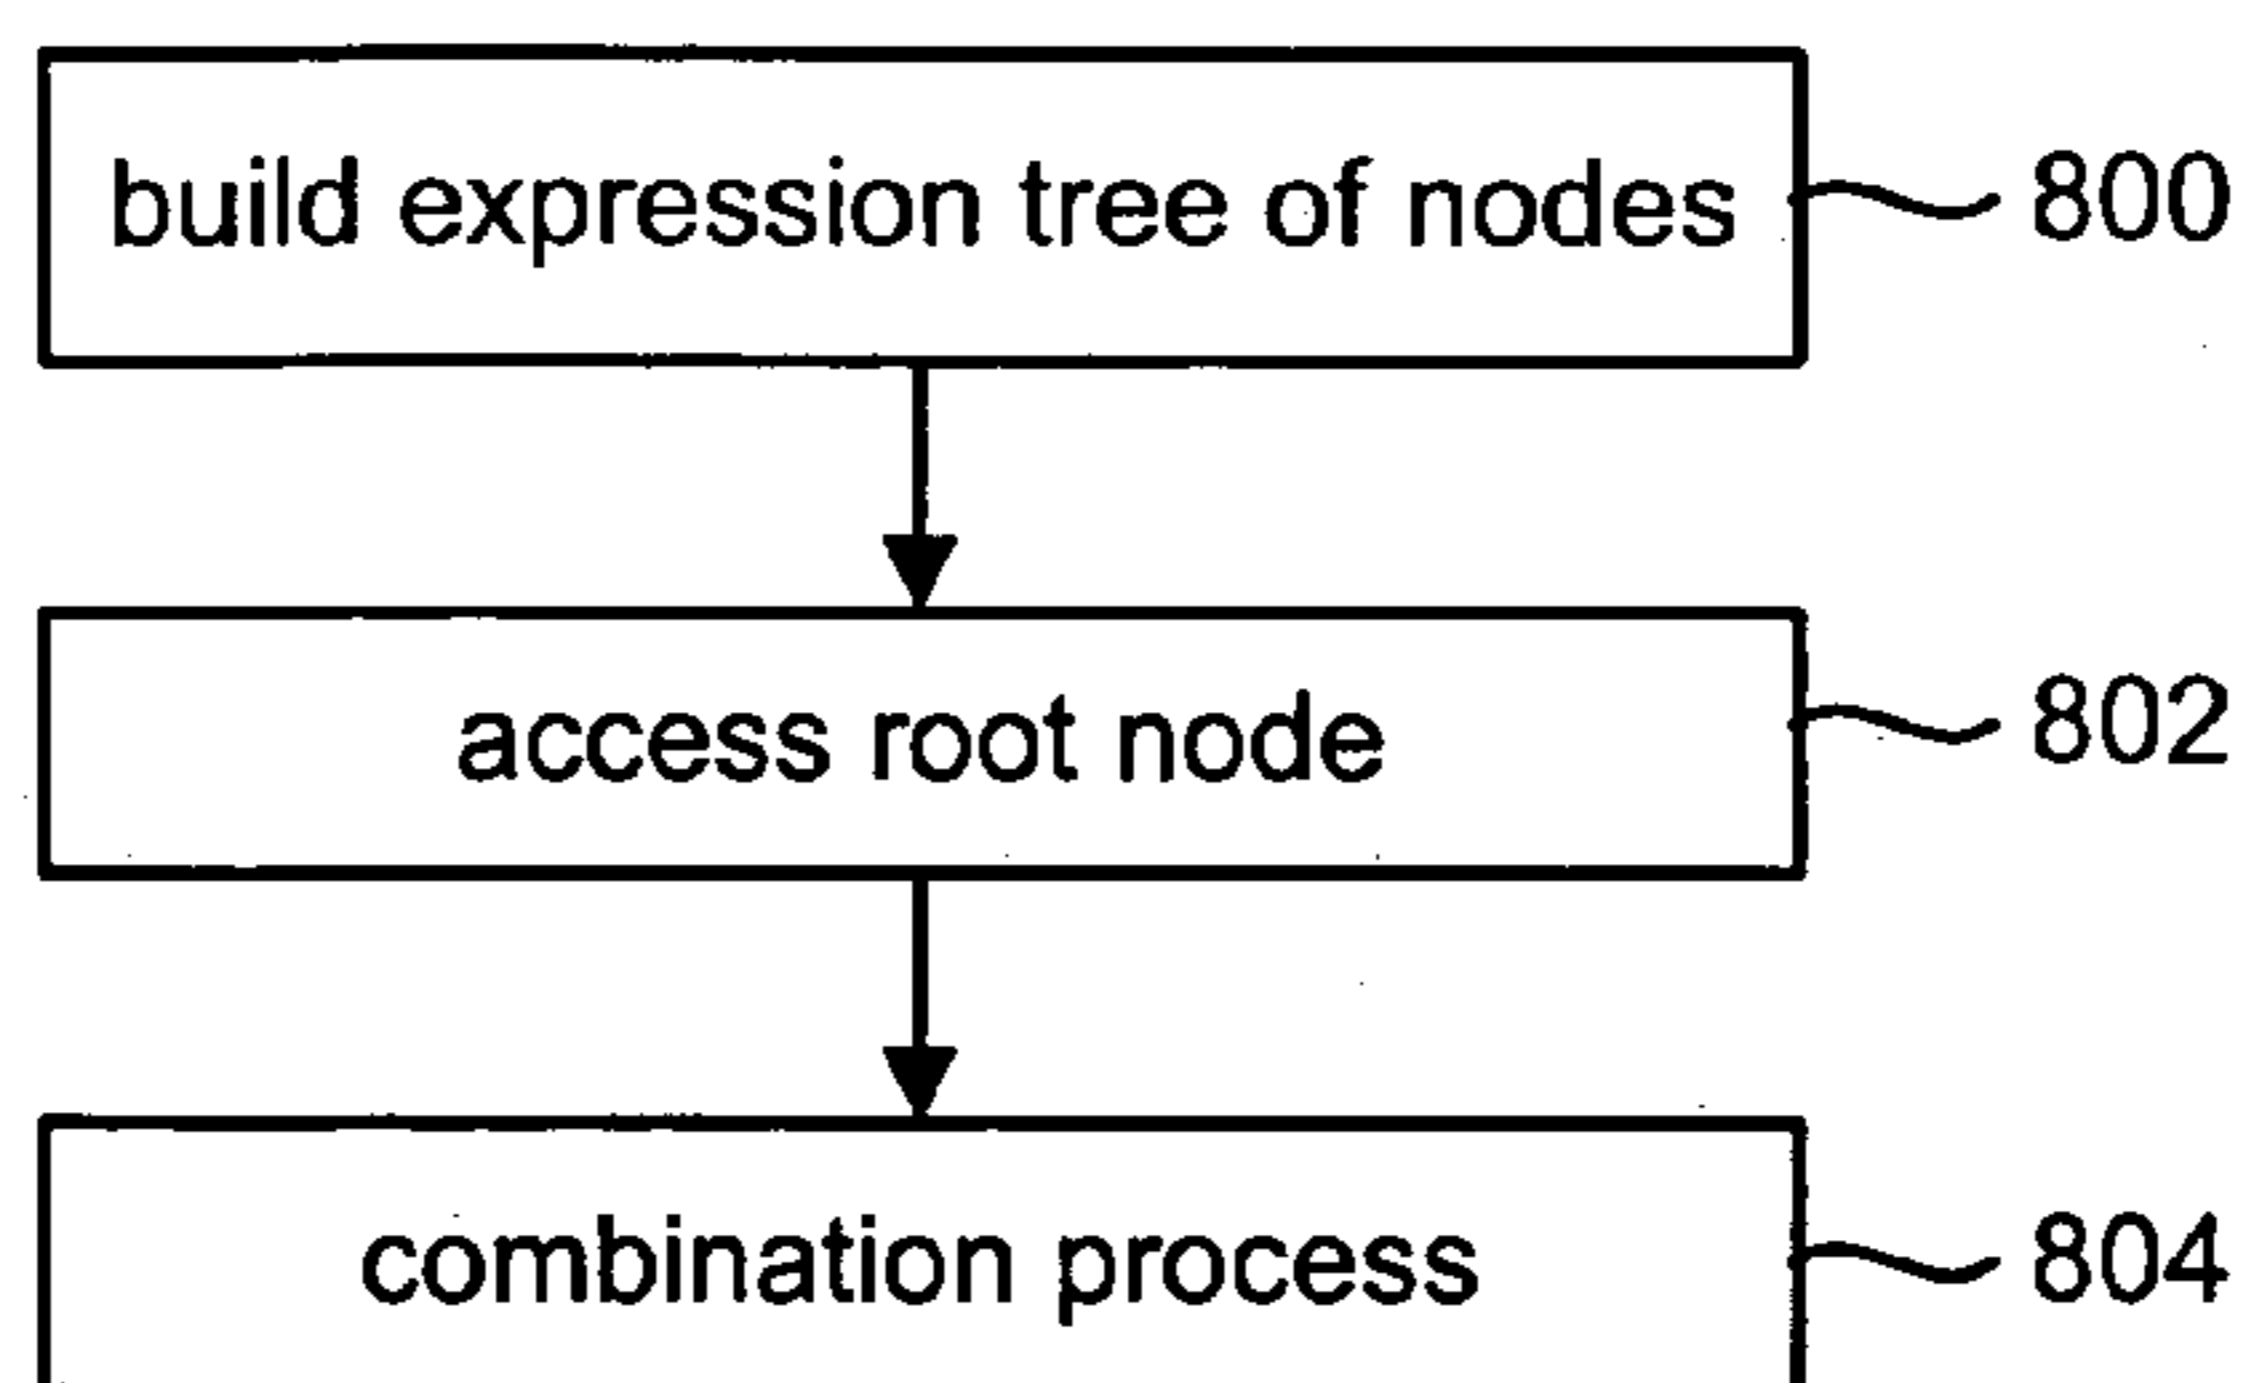 build expression tree of nodes 800
access root node 802
combination process 804